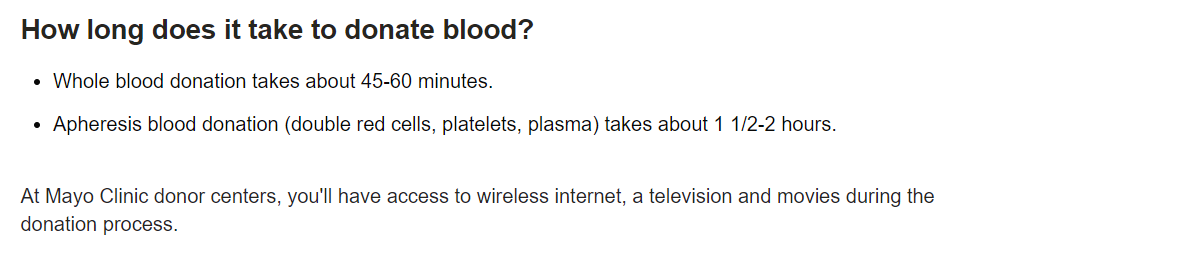 How long does it take to donate blood?
• Whole blood donation takes about 45-60 minutes.
• Apheresis blood donation (double red cells, platelets, plasma) takes about 1 1/2-2 hours.
At Mayo Clinic donor centers, you'll have access to wireless internet, a television and movies during the
donation process.